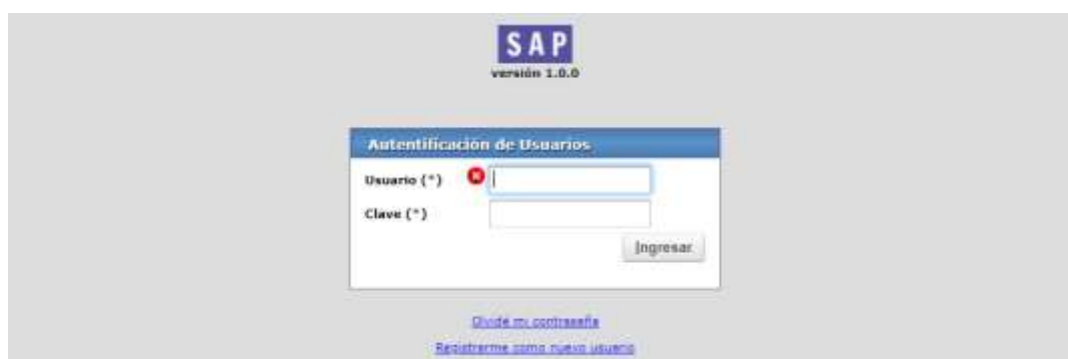 SAP
versión 1.0.0
Autentificación de Usuarios
Usuario (*)
Clave (*)
Ingresar
Olvidé mi contraseña
Registrarme como nuevo usuario